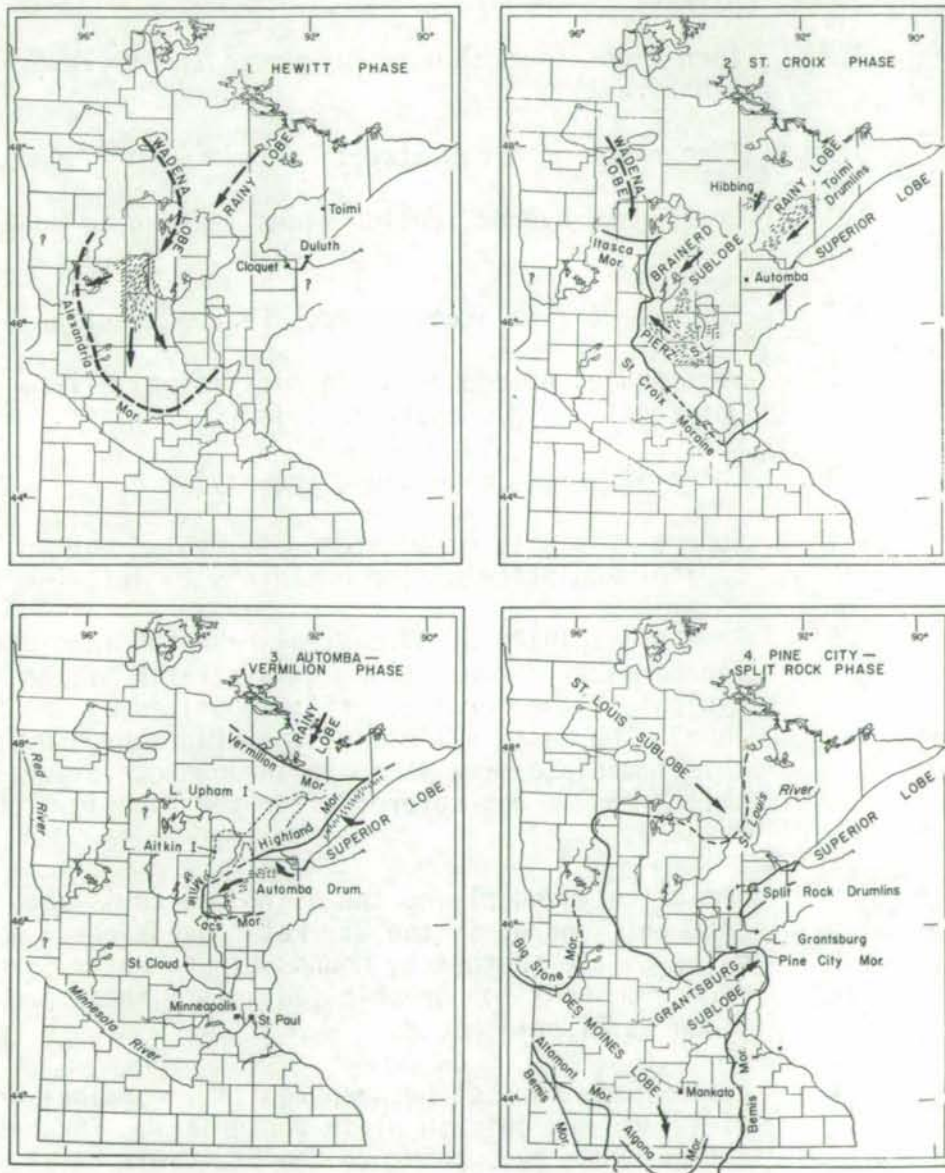 96°
92°
90°
1 HEWITT PHASE
48°
WADENA
LOBE
RAINY LOBE
Toimi
Duluth
Cloquet
?
?
46°
Alexandria
Mor.
44°
96°
92°
90°
2 ST. CROIX PHASE
48°
WADENA
LOBE
Hibbing
RAINY LOBE
Toimi
Drumlins
SUPERIOR LOBE
?
Itasca
Mor.
BRAINERD
SUBLOBE
Automba
?
46°
PIERZ
St Croix
Moraine
44°
96°
94°
92°
90°
3 AUTOMBA—
VERMILION PHASE
RAINY
LOBE
48°
Vermilion
Mor.
Red
River
L. Upham I
Mor.
Highland
SUPERIOR LOBE
?
L. Aitkin I
Automba Drum.
46°
Mille
Lacs Mor.
?
St. Cloud
Minneapolis
St Paul
Minnesota
River
44°
96°
94°
92°
90°
4 PINE CITY—
SPLIT ROCK PHASE
ST. LOUIS
SUBLOBE
48°
St Louis
River
SUPERIOR LOBE
Split Rock Drumlins
46°
L. Grantsburg
Pine City Mor.
Big Stone
Mor.
GRANTSBURG
SUBLOBE
DES MOINES
LOBE
Altamont Mor.
Bemis
Mor.
Mankato
44°
Algona
Mor.
Bemis
Mor.